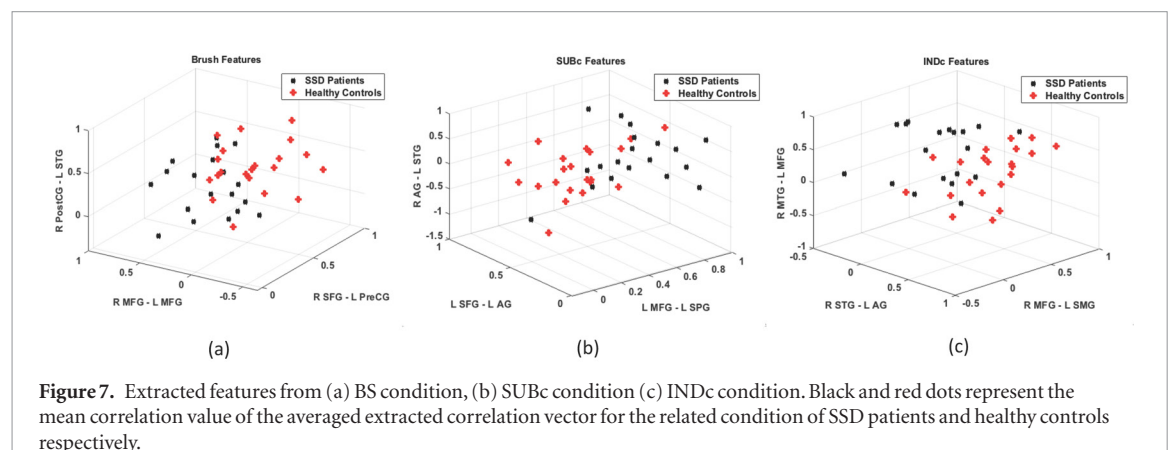 Brush Features
SSD Patients
Healthy Controls
R PostCG - L STG
1
0.5
0
1
0.5
0
-0.5
R MFG - L MFG
0
0.5
1
R SFG - L PreCG
(a)
SUBc Features
SSD Patients
Healthy Controls
R AG - L STG
1
0.5
0
-0.5
-1
-1.5
1
0.5
0
L SFG - L AG
0
0.2
0.4
0.6
0.8
1
L MFG - L SPG
(b)
INDc Features
SSD Patients
Healthy Controls
R MTG - L MFG
1
0.5
0
-0.5
-1
-0.5
0
0.5
1
R STG - L AG
-0.5
0
0.5
1
R MFG - L SMG
(c)
Figure 7. Extracted features from (a) BS condition, (b) SUBc condition (c) INDc condition. Black and red dots represent the
mean correlation value of the averaged extracted correlation vector for the related condition of SSD patients and healthy controls
respectively.